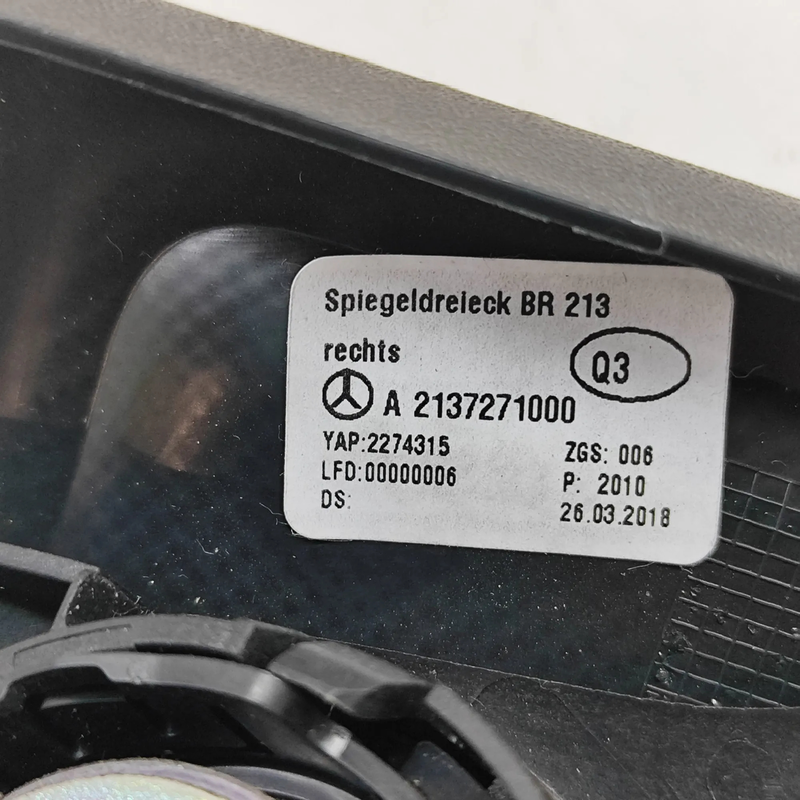 Spiegeldreieck BR 213
rechts
Q3
A 2137271000
YAP:2274315
ZGS: 006
LFD:00000006
P: 2010
DS:
26.03.2018